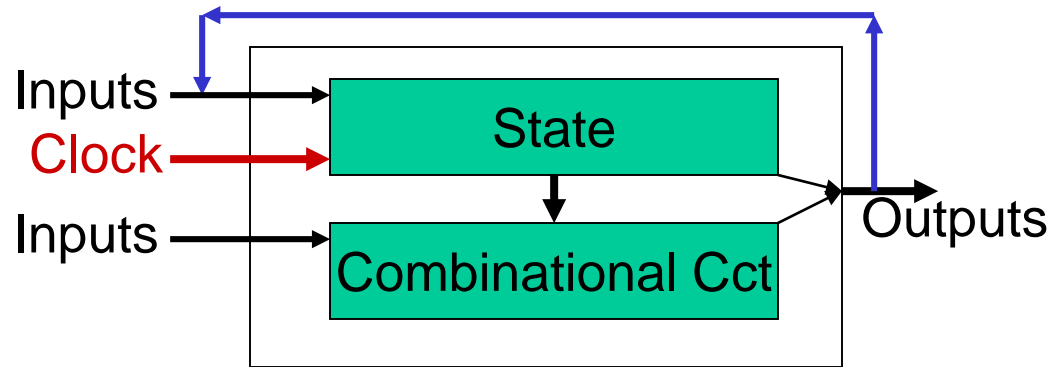 Inputs
State
Clock
Inputs
Outputs
Combinational Cct